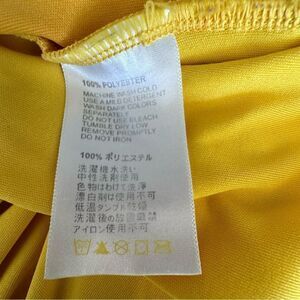 100% POLYESTER
MACHINE WASH COLD
USE A MILD DETERGENT
WASH DARK COLORS
SEPARATELY
DO NOT USE BLEACH
TUMBLE DRY LOW
REMOVE PROMPTLY
DO NOT IRON
100% ポリエステル
洗濯機水洗い
中性洗剤使用
色物はわけて洗浄
漂白剤は使用不可
低温タンブル乾燥
洗濯後の放置厳禁
アイロン使用不可